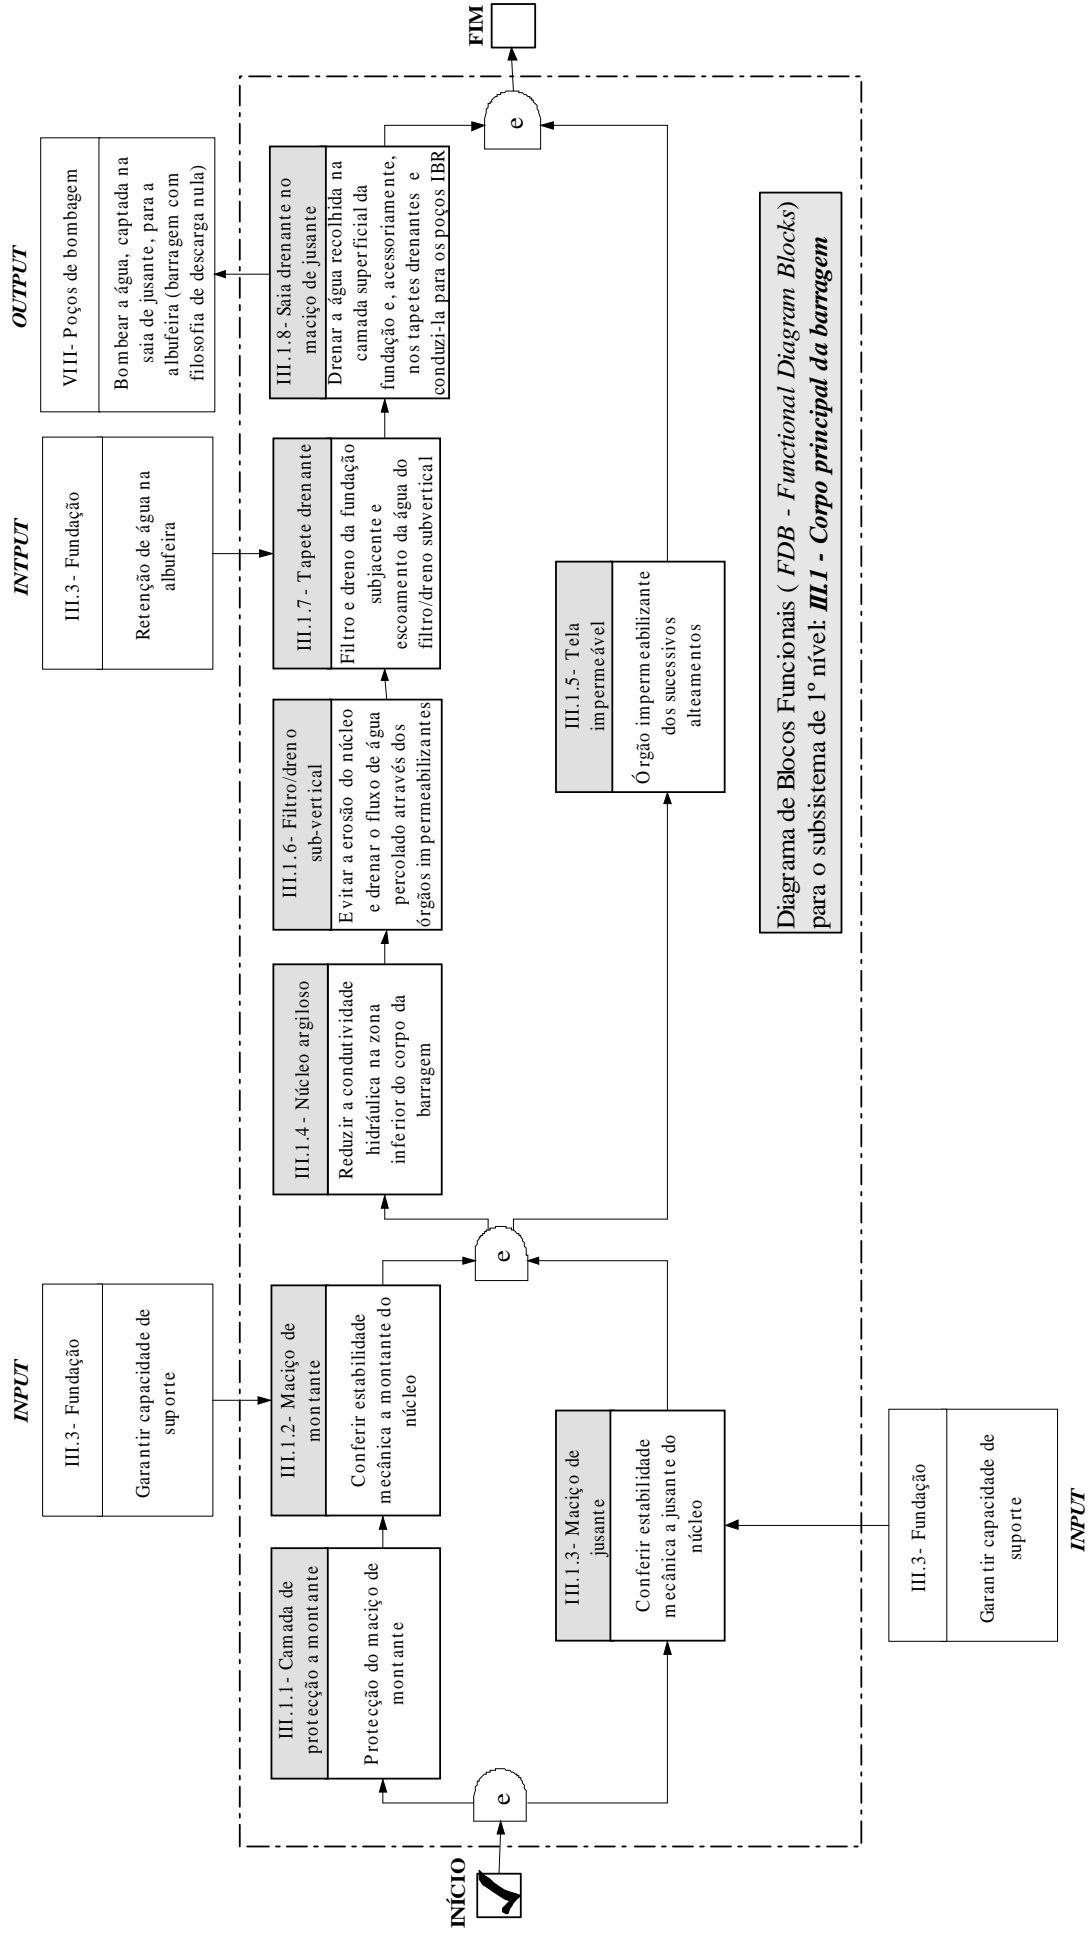 INÍCIO
e
III.1.1- Camada de
protecção a montante
Protecção do maciço de
montante
INPUT
III.3- Fundação
Garantir capacidade de
suporte
III.1.2- Maciço de
montante
Conferir estabilidade
mecânica a montante do
núcleo
III.1.3- Maciço de
jusante
Conferir estabilidade
mecânica a jusante do
núcleo
III.3- Fundação
Garantir capacidade de
suporte
INPUT
e
III.1.4- Núcleo argiloso
Reduzir a condutividade
hidráulica na zona
inferior do corpo da
barragem
III.1.6- Filtro/dreno
sub-vertical
Evitar a erosão do núcleo
e drenar o fluxo de água
percolado através dos
órgãos impermeabilizantes
III.1.5- Tela
impermeável
Órgão impermeabilizante
dos sucessivos
alteamentos
INTPUT
III.3- Fundação
Retenção de água na
albufeira
III.1.7- Tapete drenante
Filtro e dreno da fundação
subjacente e
escoamento da água do
filtro/dreno subvertical
OUTPUT
VIII- Poços de bombagem
Bombear a água, captada na
saia de jusante, para a
albufeira (barragem com
filosofia de descarga nula)
III.1.8- Saia drenante no
maciço de jusante
Drenar a água recolhida na
camada superficial da
fundação e, acessoriamente,
nos tapetes drenantes e
conduzi-la para os poços IBR
e
FIM
Diagrama de Blocos Funcionais ( FDB - Functional Diagram Blocks)
para o subsistema de 1º nível: III.1 - Corpo principal da barragem